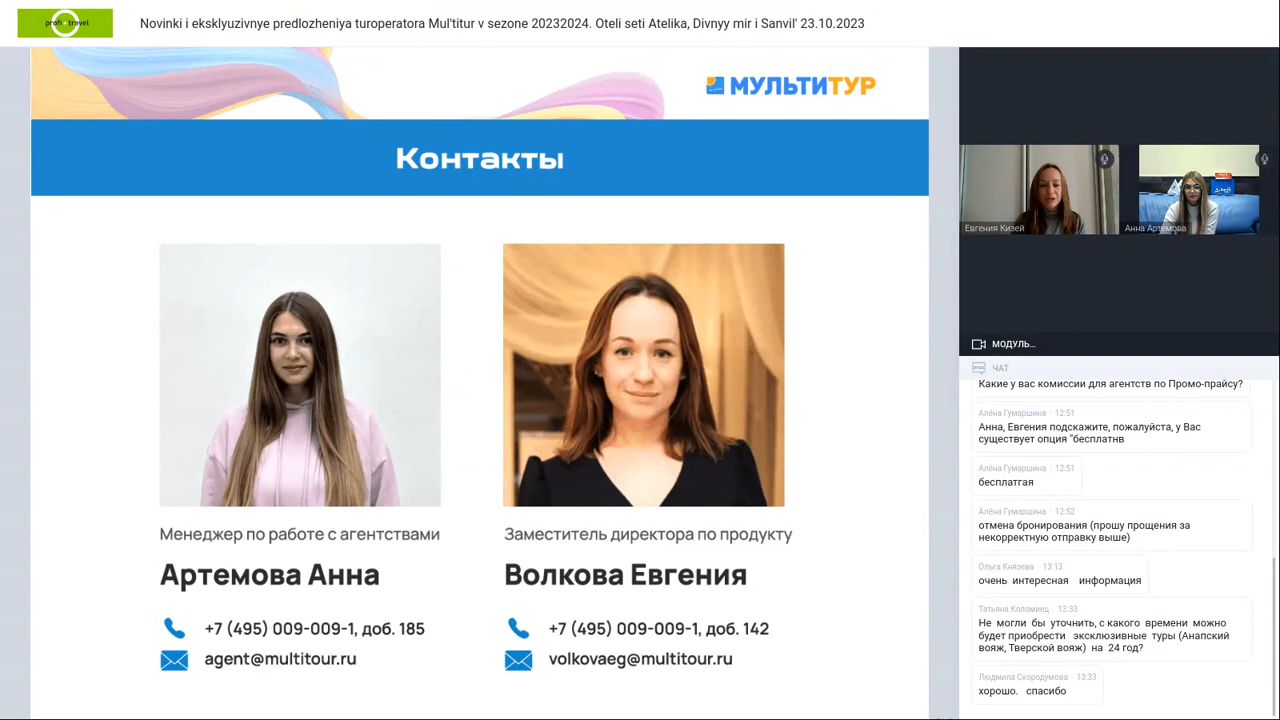 profi travel
Novinki i eksklyuzivnye predlozheniya turoperatora Mul'titur v sezone 20232024. Oteli seti Atelika, Divnyy mir i Sanvil' 23.10.2023
МУЛЬТИТУР
Контакты
Менеджер по работе с агентствами
Артемова Анна
+7 (495) 009-009-1, доб. 185
agent@multitour.ru
Заместитель директора по продукту
Волкова Евгения
+7 (495) 009-009-1, доб. 142
volkovaeg@multitour.ru
Евгения Кизей
Анна Артемова
МОДУЛЬ...
ЧАТ
Какие у вас комиссии для агентств по Промо-прайсу?
Алёна Гумаршина 12:51
Анна, Евгения подскажите, пожалуйста, у Вас
существует опция "бесплатнв
Алёна Гумаршина 12:51
бесплатгая
Алёна Гумаршина 12:52
отмена бронирования (прошу прощения за
некорректную отправку выше)
Ольга Князева 13:13
очень интересная информация
Татьяна Коломиец 13:33
Не могли бы уточнить, с какого времени можно
будет приобрести эксклюзивные туры (Анапский
вояж, Тверской вояж) на 24 год?
Людмила Скородумова 13:33
хорошо. спасибо